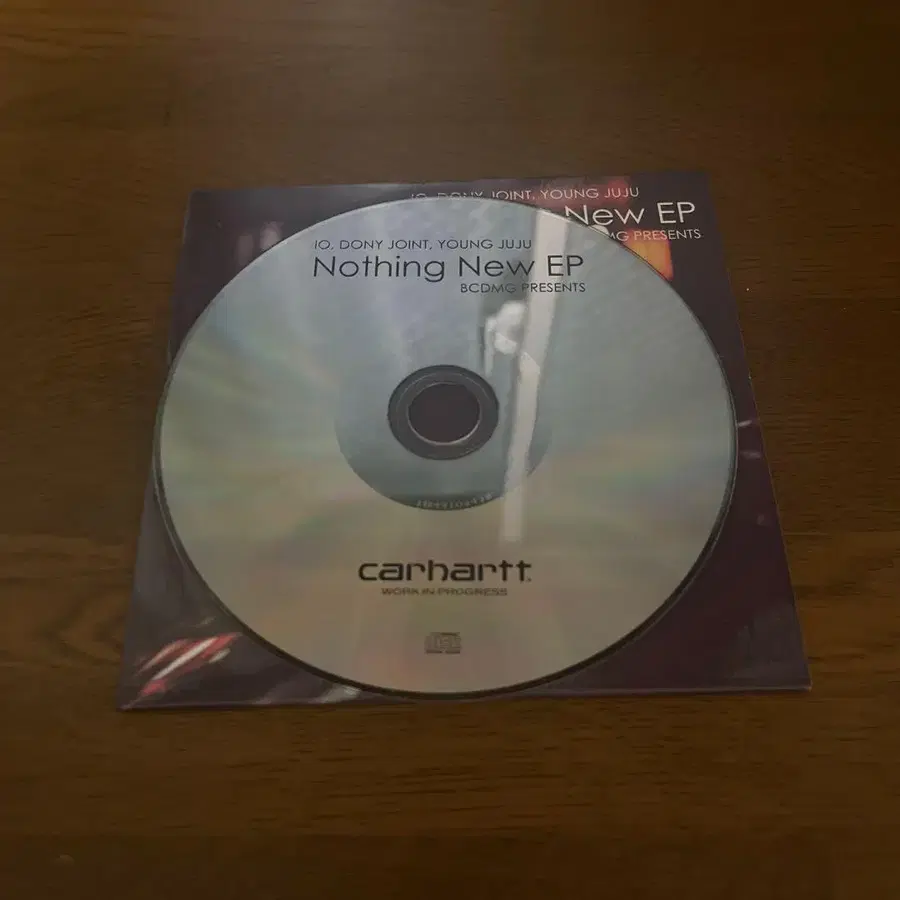 IO, DONY JOINT, YOUNG JUJU
New EP
PRESENTS
IO, DONY JOINT, YOUNG JUJU
Nothing New EP
BCDMG PRESENTS
carhartt
WORK IN PROGRESS